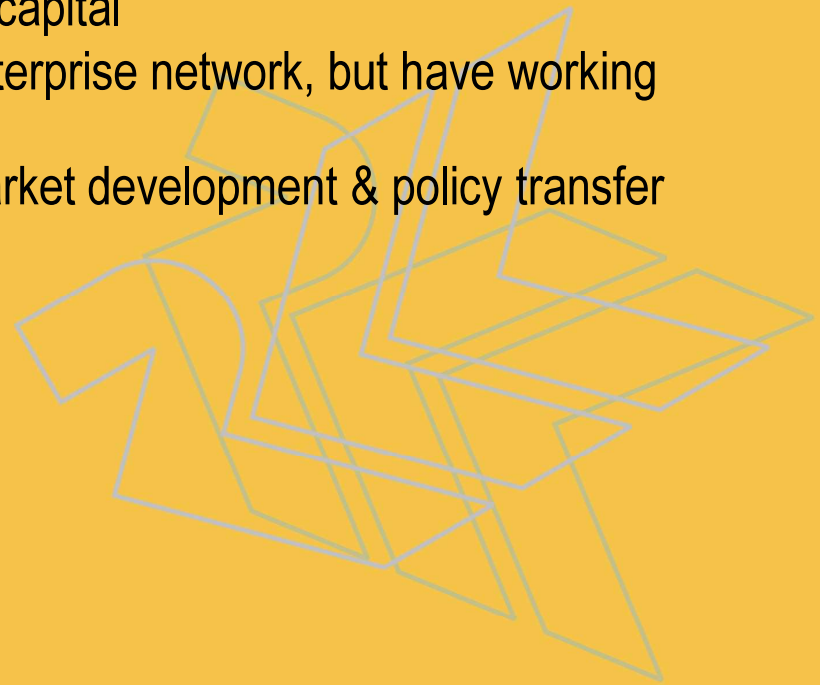 capital
terprise network, but have working
rket development & policy transfer